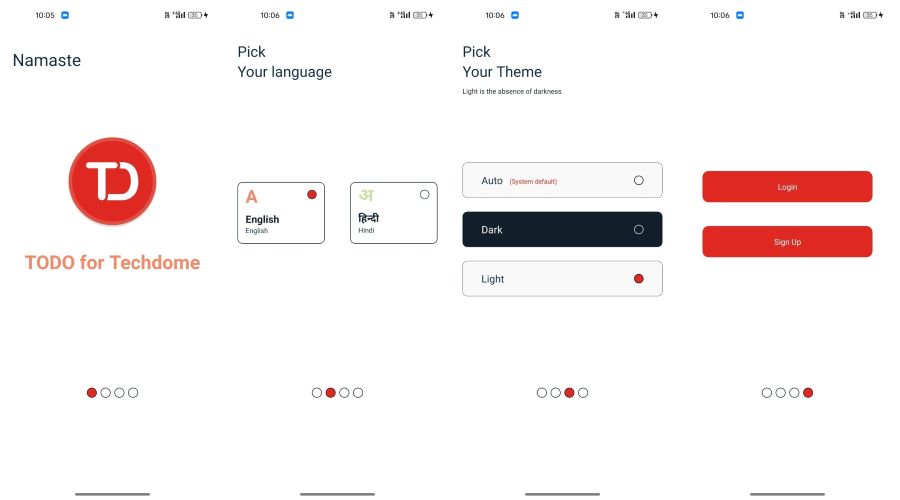 10:05
Namaste
TD
TODO for Techdome
10:06
Pick
Your language
A
English
English
अ
हिन्दी
Hindi
10:06
Pick
Your Theme
Light is the absence of darkness
Auto (System default)
Dark
Light
10:06
Login
Sign Up